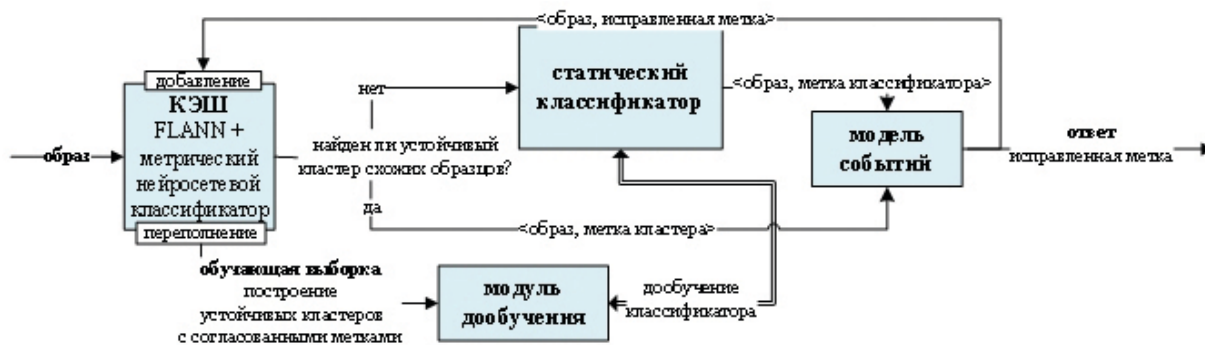 <образ, исправленная метка>
добавление
КЭШ
FLANN +
метрический
нейросетевой
классификатор
переполнение
образ
нет
найден ли устойчивый
кластер схожих образцов?
да
статический
классификатор
<образ, метка классификатора>
модель
событий
ответ
исправленная метка
<образ, метка кластера>
обучающая выборка
построение
устойчивых кластеров
с согласованными метками
модуль
дообучения
дообучение
классификатора